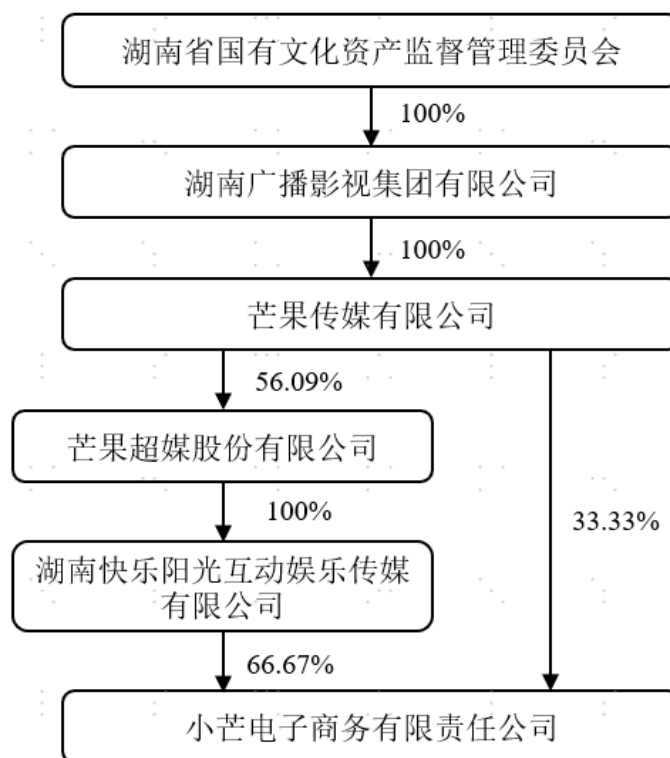 湖南省国有文化资产监督管理委员会
100%
湖南广播影视集团有限公司
100%
芒果传媒有限公司
56.09%
芒果超媒股份有限公司
100%
33.33%
湖南快乐阳光互动娱乐传媒
有限公司
66.67%
小芒电子商务有限责任公司